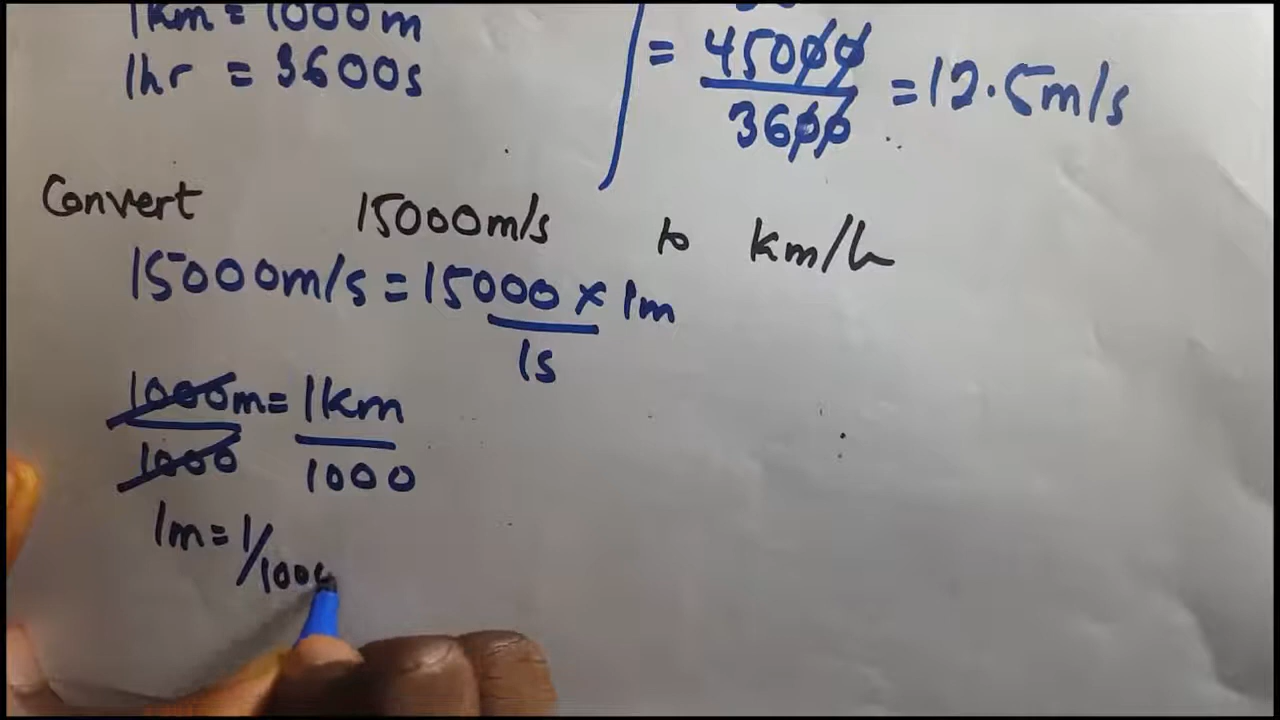 1km = 1000m
1hr = 3600s
= 45000
3600
= 12.5m/s
Convert 15000m/s to km/h
15000m/s = 15000 × 1m
1s
1000m = 1km
1000 1000
1m = 1/1000